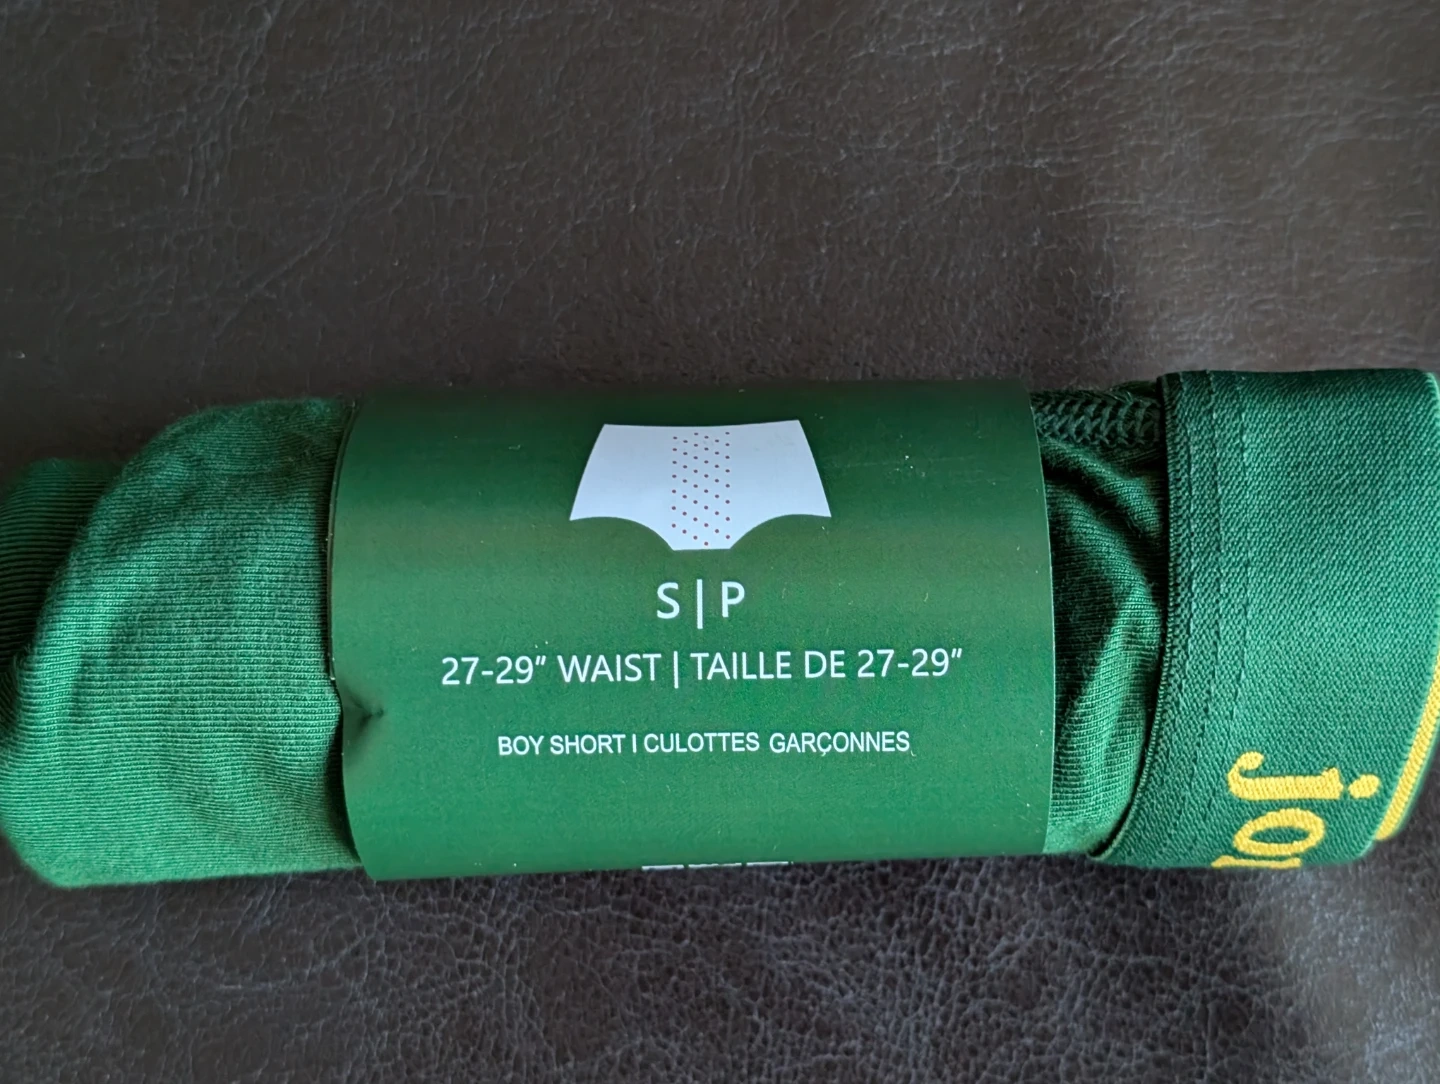 S | P
27-29" WAIST | TAILLE DE 27-29"
BOY SHORT I CULOTTES GARÇONNES